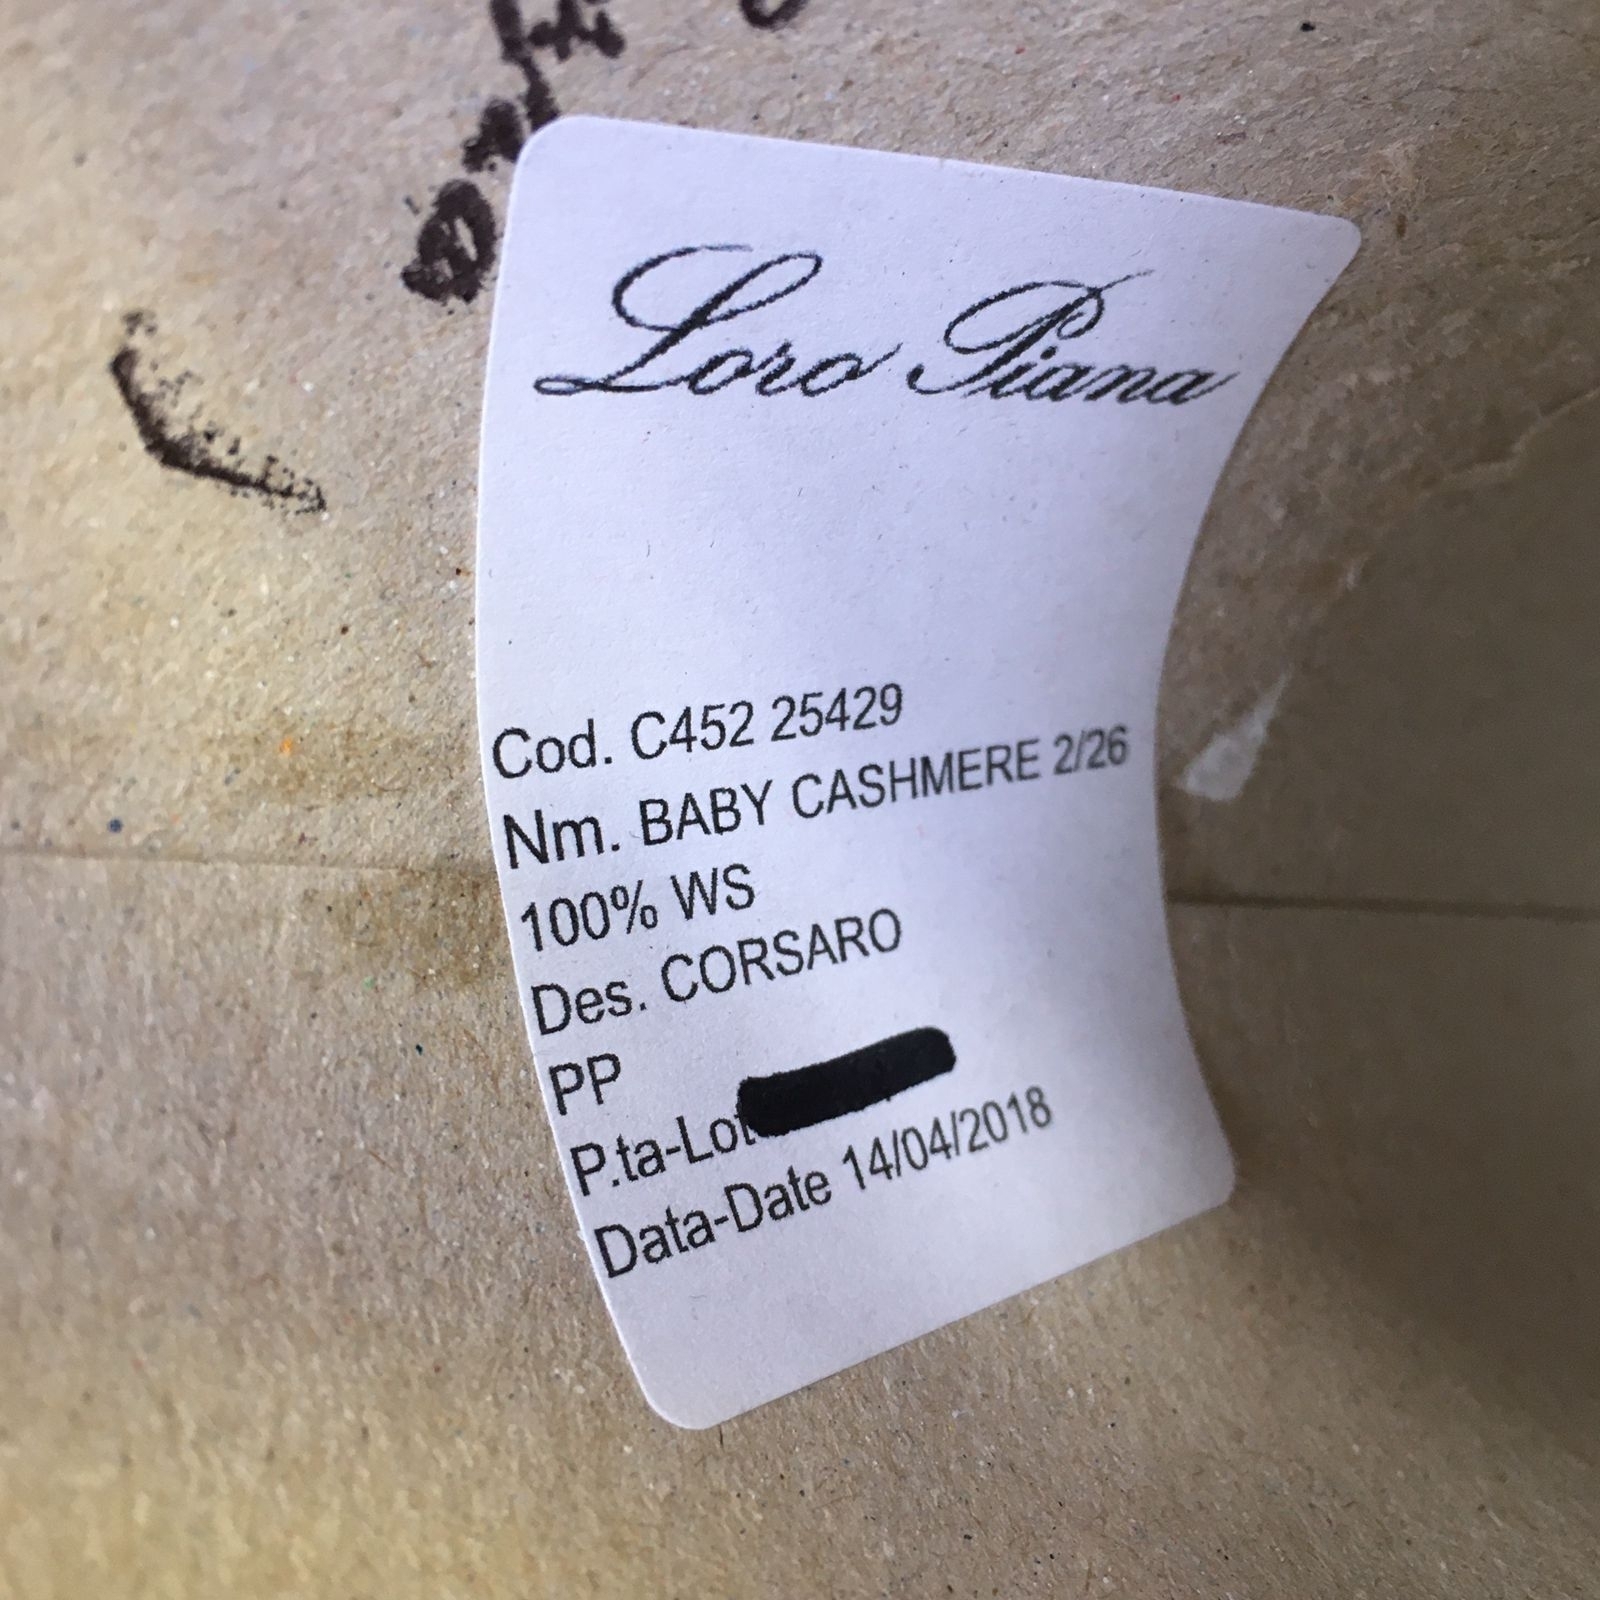 Loro Piana
Cod. C452 25429
Nm. BABY CASHMERE 2/26
100% WS
Des. CORSARO
PP
P.ta-Lot
Data-Date 14/04/2018